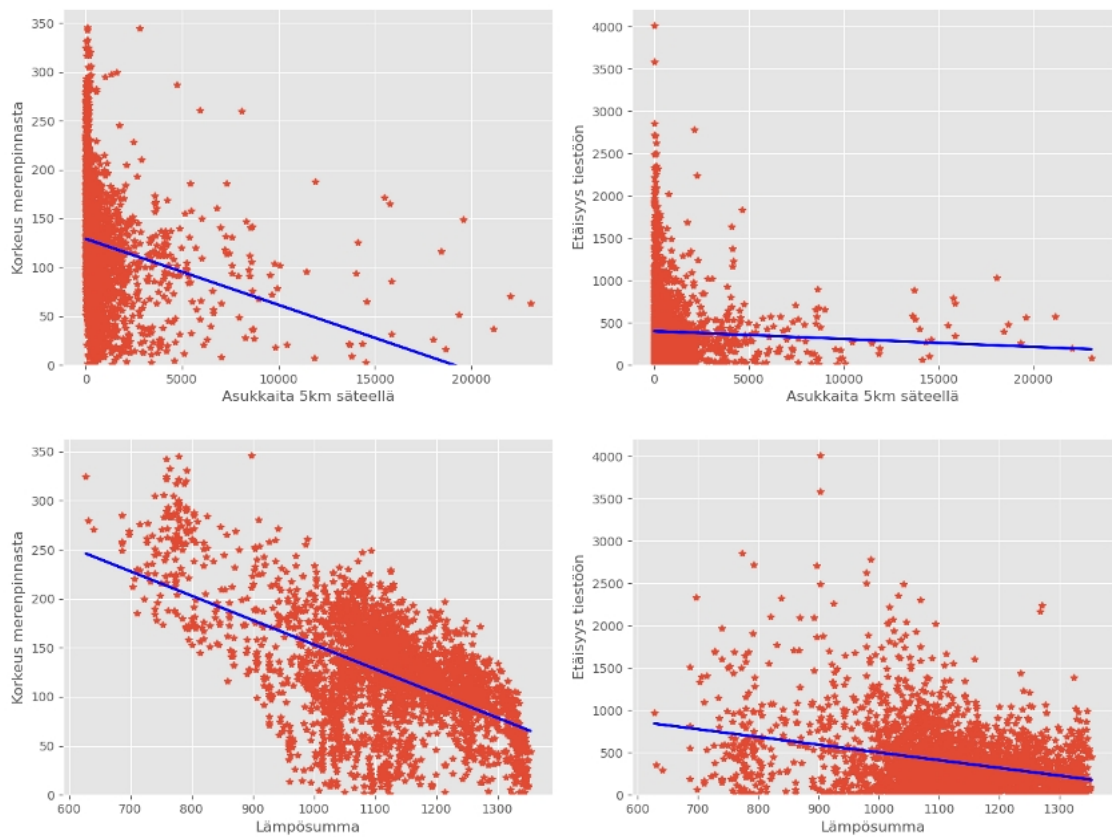 350
300
250
200
150
100
50
0
Korkeus merenpinnasta
0 5000 10000 15000 20000
Asukkaita 5km säteellä
4000
3500
3000
2500
2000
1500
1000
500
0
Etäisyys tiestöön
0 5000 10000 15000 20000
Asukkaita 5km säteellä
350
300
250
200
150
100
50
0
Korkeus merenpinnasta
600 700 800 900 1000 1100 1200 1300
Lämpösumma
4000
3500
3000
2500
2000
1500
1000
500
0
Etäisyys tiestöön
600 700 800 900 1000 1100 1200 1300
Lämpösumma